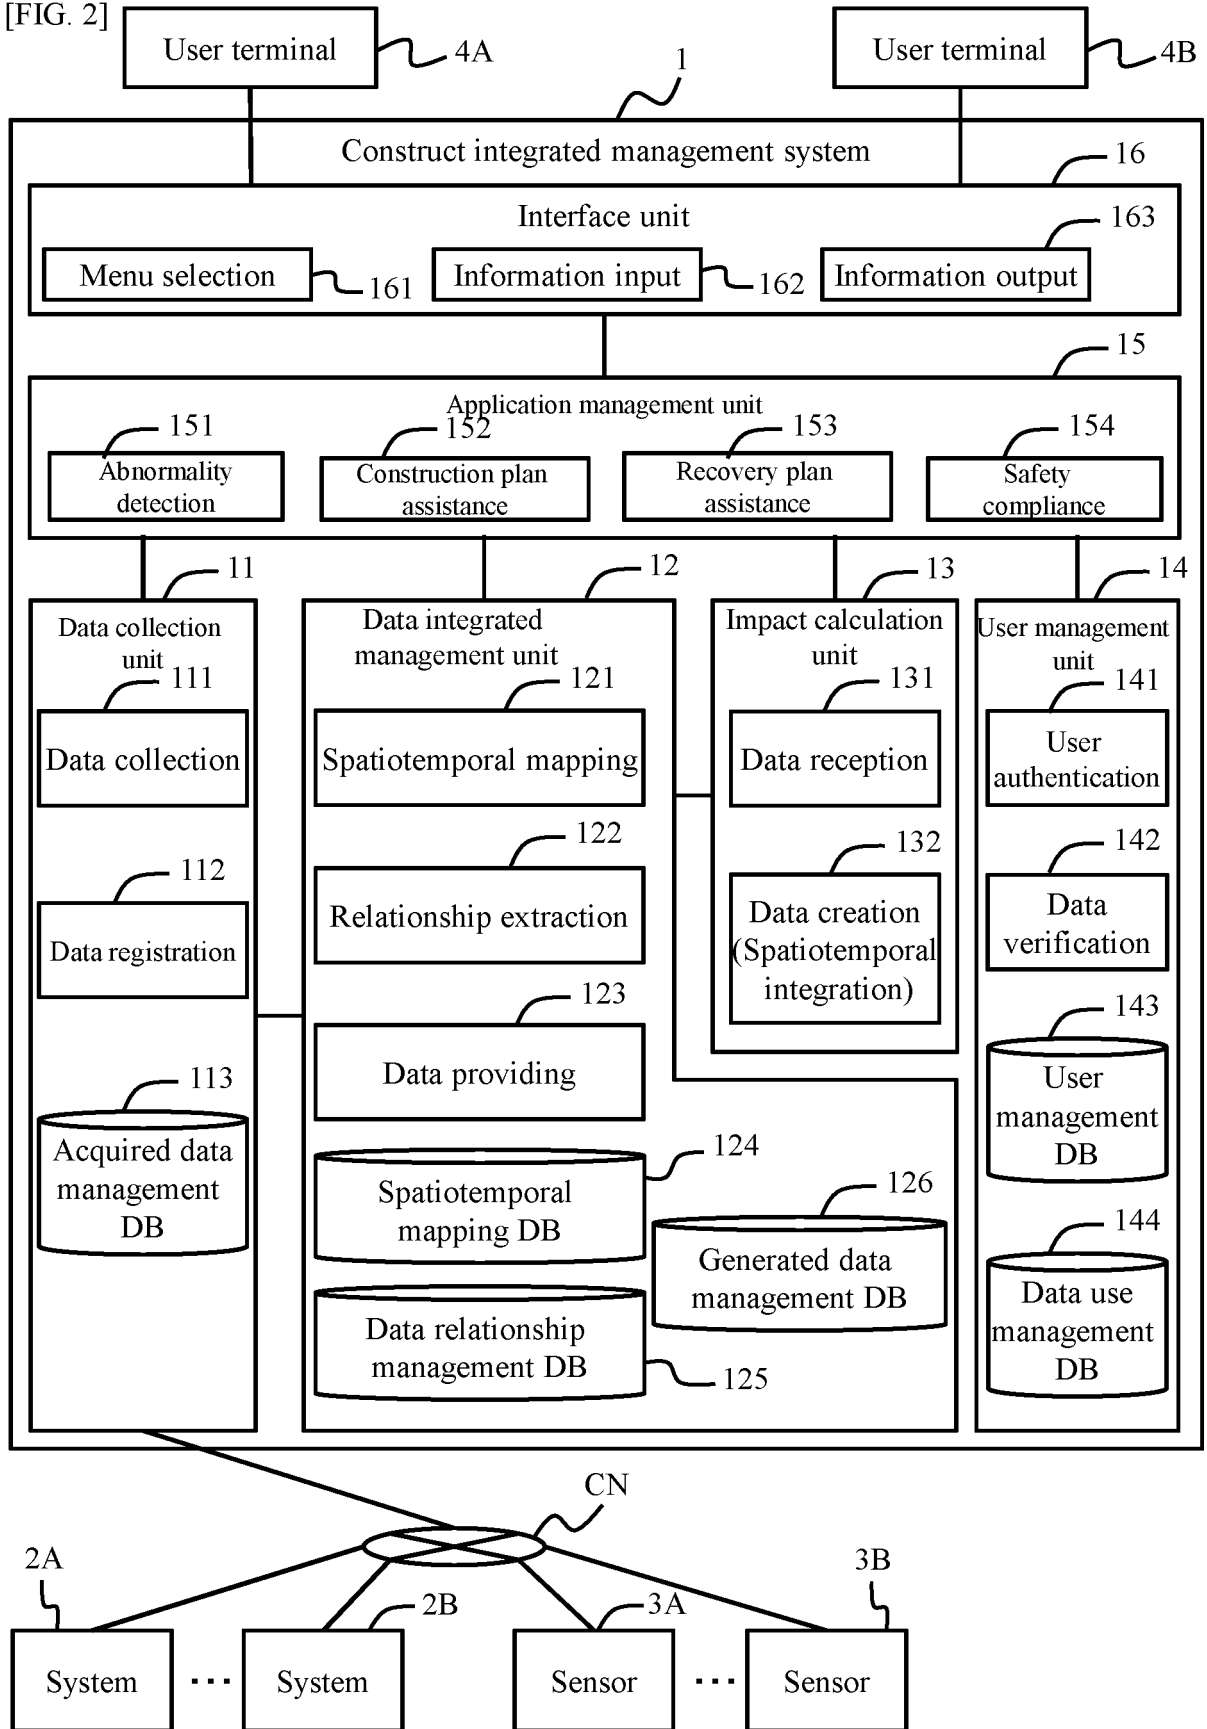 [FIG. 2]
User terminal
4A
User terminal
4B
1
Construct integrated management system
16
Interface unit
163
Menu selection
161
Information input
162
Information output
15
Application management unit
151
152
153
154
Abnormality
detection
Construction plan
assistance
Recovery plan
assistance
Safety
compliance
11
12
13
14
Data collection
unit
111
Data collection
112
Data registration
113
Acquired data
management
DB
Data integrated
management unit
121
Spatiotemporal mapping
122
Relationship extraction
123
Data providing
124
Spatiotemporal
mapping DB
Data relationship
management DB
125
126
Generated data
management DB
Impact calculation
unit
131
Data reception
132
Data creation
(Spatiotemporal
integration)
User management
unit
141
User
authentication
142
Data
verification
143
User
management
DB
144
Data use
management
DB
CN
2A
System
...
2B
System
3A
Sensor
...
3B
Sensor